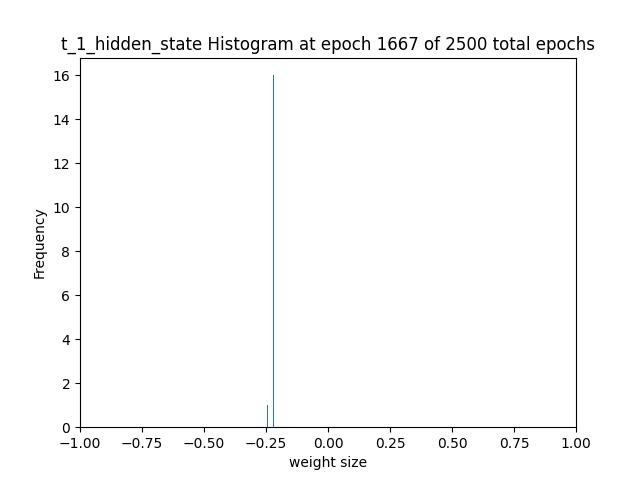 t_1_hidden_state Histogram at epoch 1667 of 2500 total epochs
16
14
12
10
8
6
4
2
0
Frequency
−1.00 −0.75 −0.50 −0.25 0.00 0.25 0.50 0.75 1.00
weight size